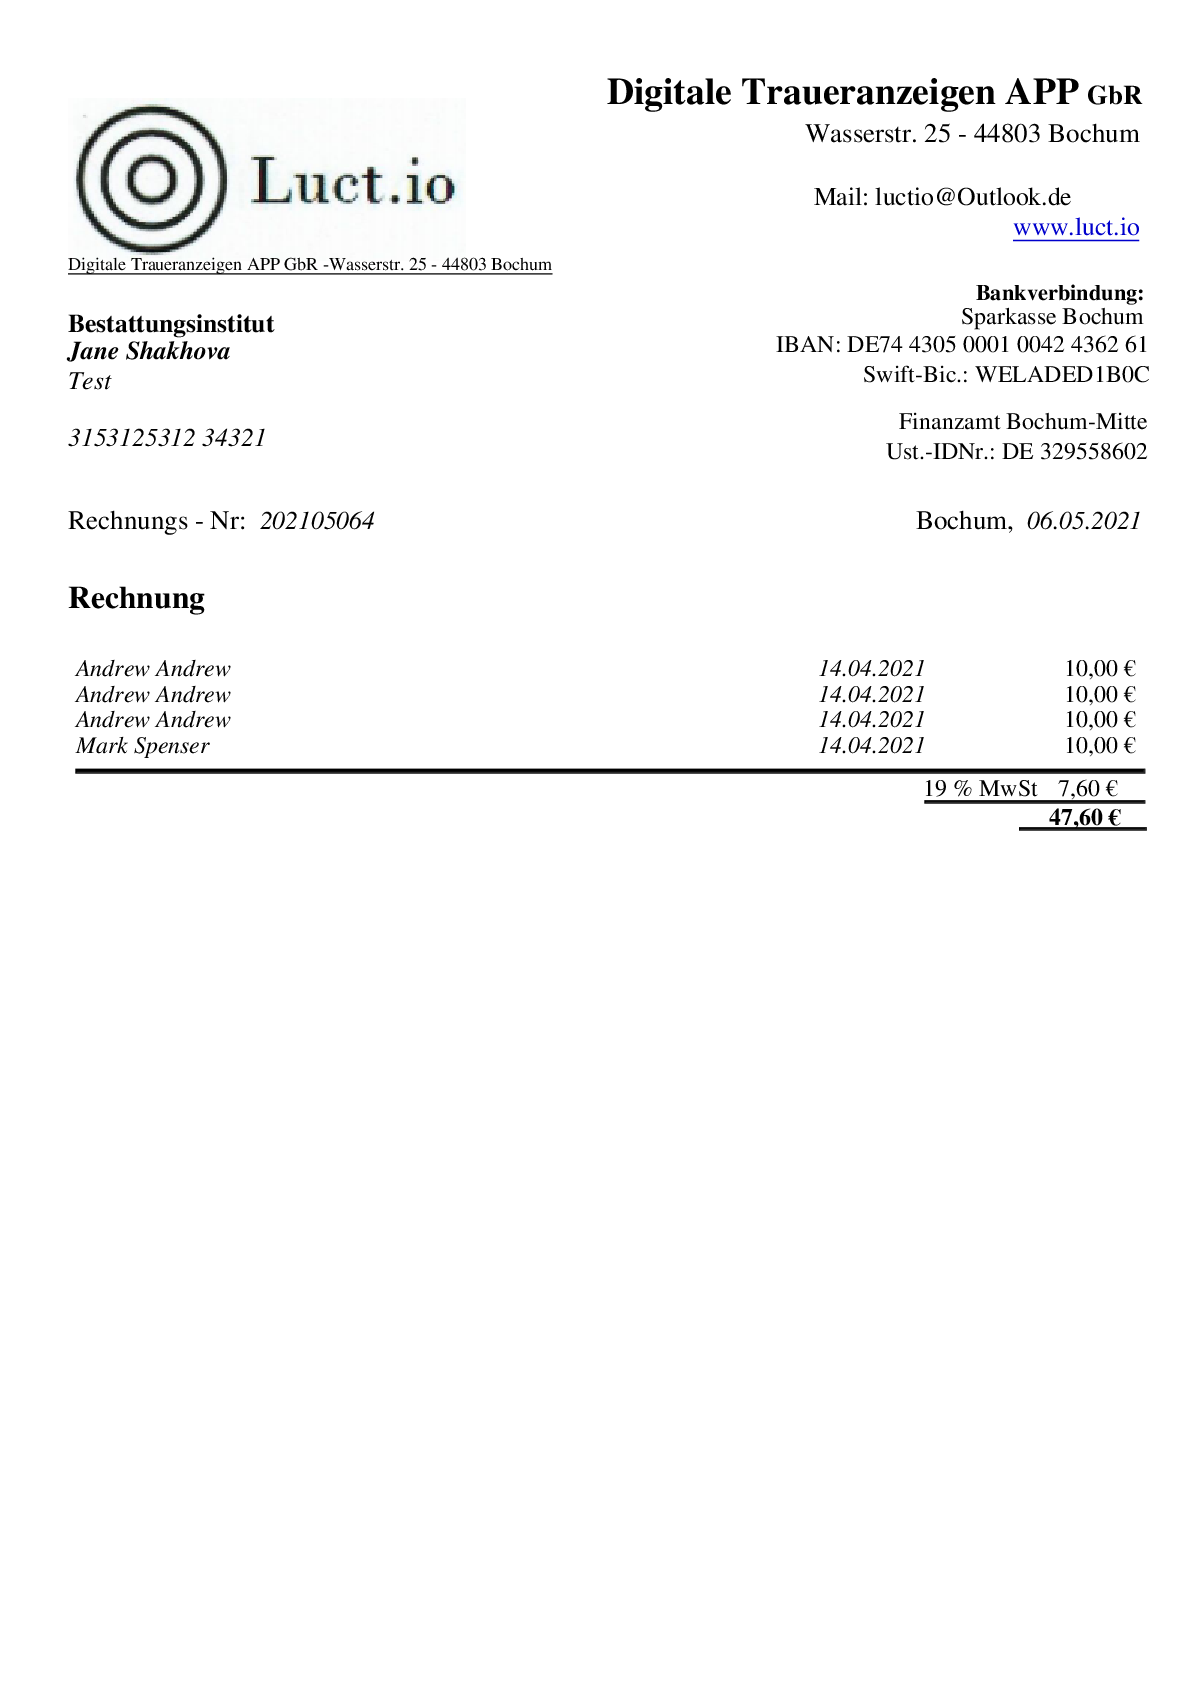 Digitale Traueranzeigen APP GbR
Wasserstr. 25 - 44803 Bochum
Luct.io
Mail: luctio@Outlook.de
www.luct.io
Digitale Traueranzeigen APP GbR -Wasserstr. 25 - 44803 Bochum
Bankverbindung:
Sparkasse Bochum
IBAN: DE74 4305 0001 0042 4362 61
Swift-Bic.: WELADED1B0C
Bestattungsinstitut
Jane Shakhova
Test
3153125312 34321
Finanzamt Bochum-Mitte
Ust.-IDNr.: DE 329558602
Rechnungs - Nr: 202105064 Bochum, 06.05.2021
Rechnung
Andrew Andrew 14.04.2021 10,00 €
Andrew Andrew 14.04.2021 10,00 €
Andrew Andrew 14.04.2021 10,00 €
Mark Spenser 14.04.2021 10,00 €
19 % MwSt 7,60 €
47,60 €